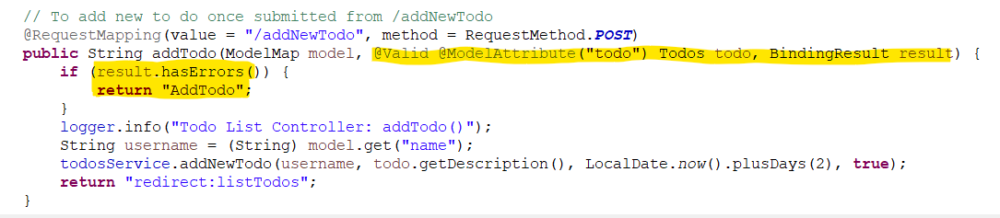 // To add new to do once submitted from /addNewTodo
@RequestMapping(value = "/addNewTodo", method = RequestMethod.POST)
public String addTodo(ModelMap model, @Valid @ModelAttribute("todo") Todos todo, BindingResult result) {
if (result.hasErrors()) {
return "AddTodo";
}
logger.info("Todo List Controller: addTodo()");
String username = (String) model.get("name");
todosService.addNewTodo(username, todo.getDescription(), LocalDate.now().plusDays(2), true);
return "redirect:listTodos";
}